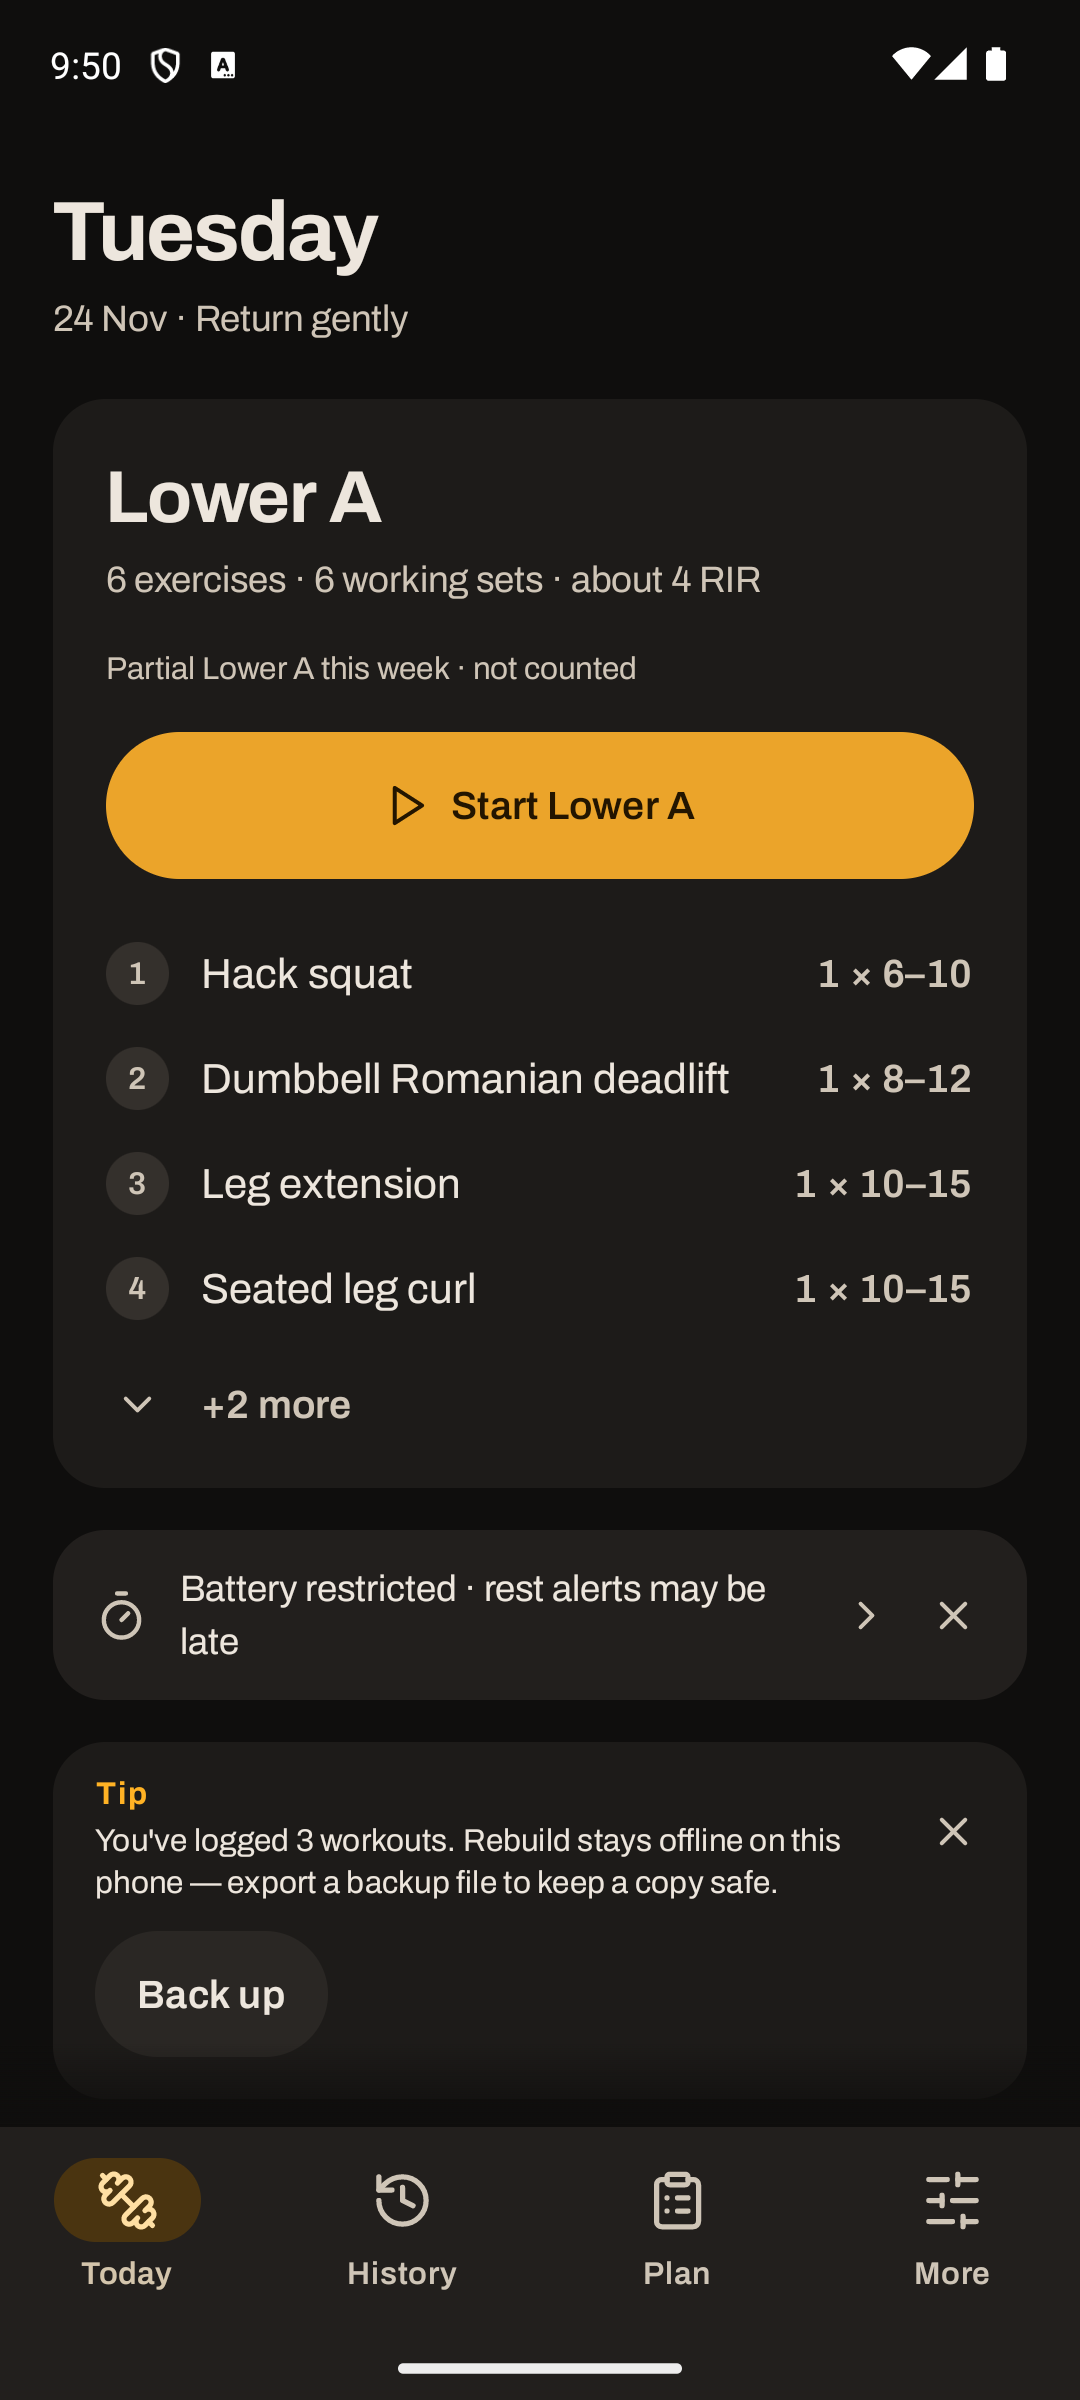 9:50
Tuesday
24 Nov · Return gently
Lower A
6 exercises · 6 working sets · about 4 RIR
Partial Lower A this week · not counted
Start Lower A
1 Hack squat 1 × 6–10
2 Dumbbell Romanian deadlift 1 × 8–12
3 Leg extension 1 × 10–15
4 Seated leg curl 1 × 10–15
+2 more
Battery restricted · rest alerts may be
late
Tip
You've logged 3 workouts. Rebuild stays offline on this
phone — export a backup file to keep a copy safe.
Back up
Today History Plan More